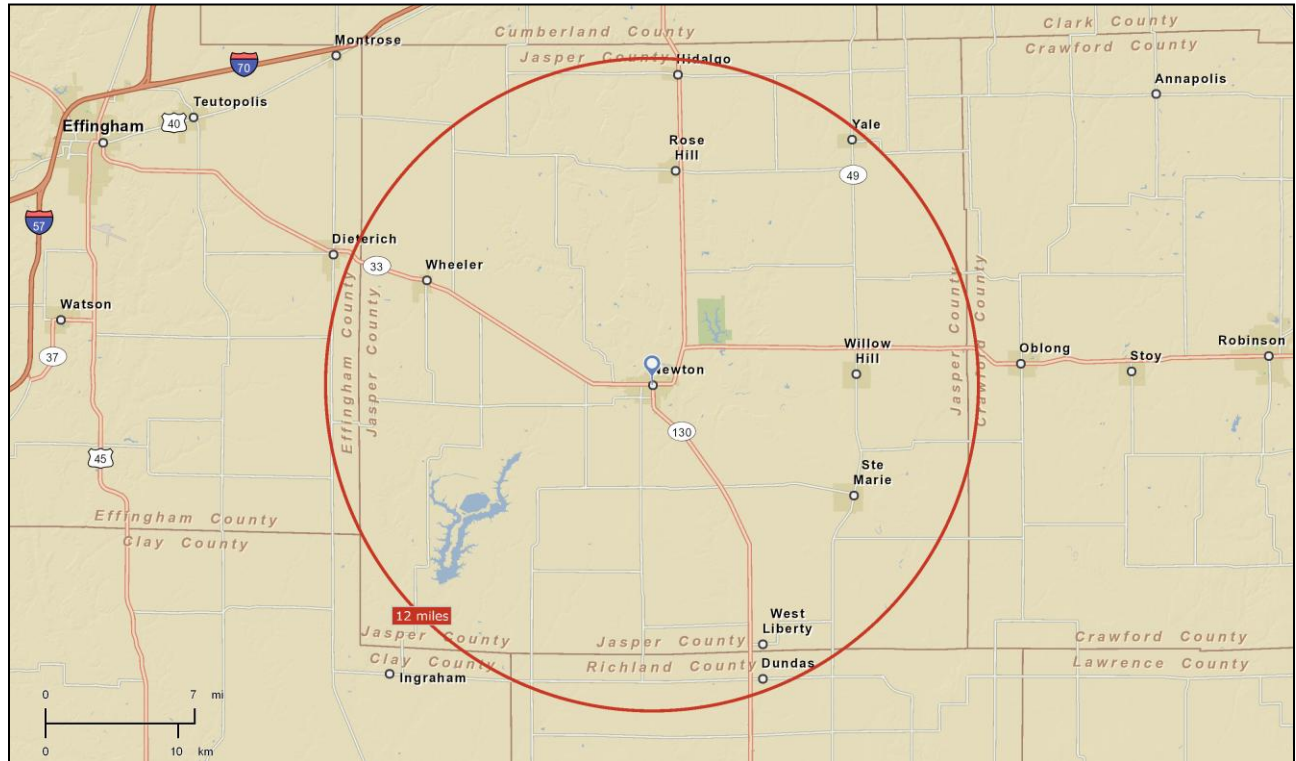 Cumberland County
Jasper County
Clark County
Crawford County
Montrose
Hidalgo
70
Annapolis
Teutopolis
40
Effingham
Yale
Rose
Hill
49
57
Dieterich
33
Wheeler
Effingham County
Jasper County
Jasper County
Crawford County
Watson
37
Willow
Hill
Oblong
Stoy
Robinson
Newton
130
45
Ste
Marie
Effingham County
Clay County
12 miles
West
Liberty
Jasper County
Clay County
Jasper County
Richland County
Crawford County
Lawrence County
Dundas
Ingraham
0 7 mi
0 10 km